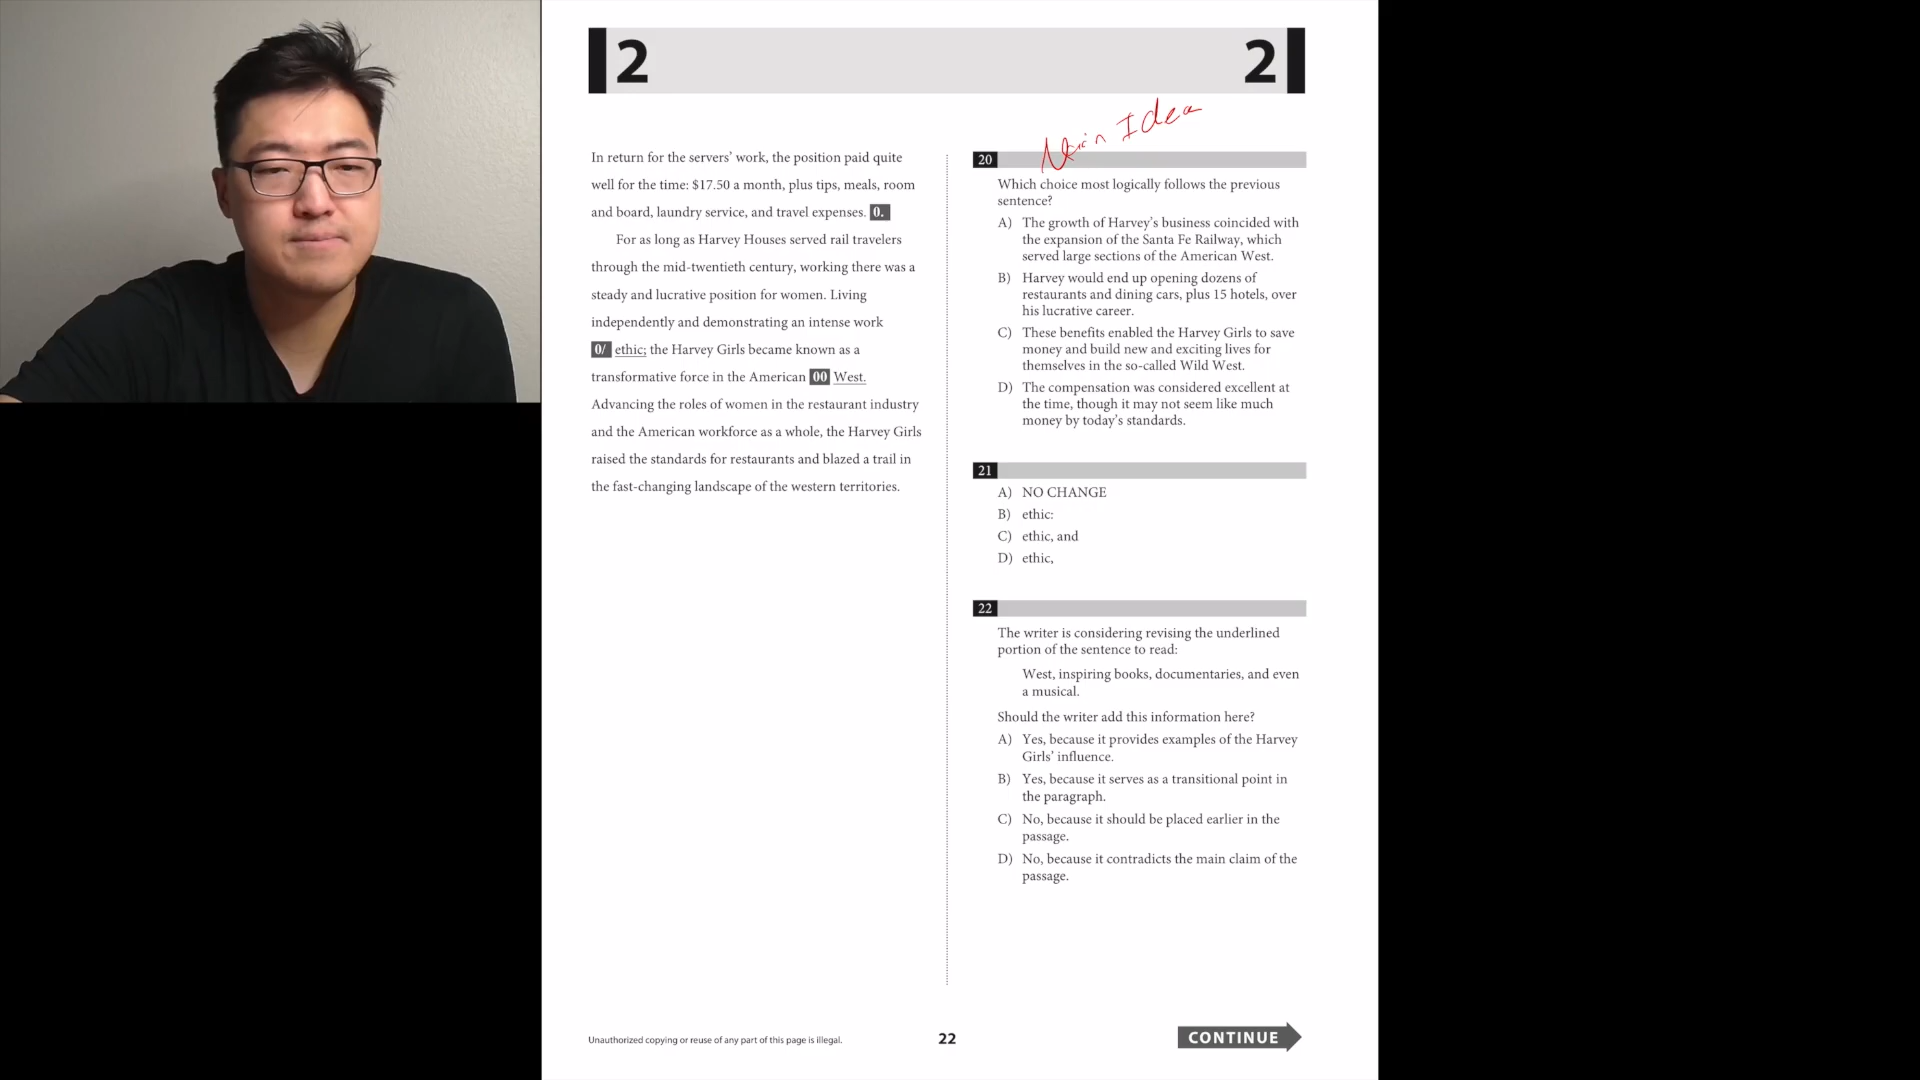 2
2
Main Idea
In return for the servers’ work, the position paid quite
well for the time: $17.50 a month, plus tips, meals, room
and board, laundry service, and travel expenses. 0.
For as long as Harvey Houses served rail travelers
through the mid-twentieth century, working there was a
steady and lucrative position for women. Living
independently and demonstrating an intense work
0/ ethic; the Harvey Girls became known as a
transformative force in the American 00 West.
Advancing the roles of women in the restaurant industry
and the American workforce as a whole, the Harvey Girls
raised the standards for restaurants and blazed a trail in
the fast-changing landscape of the western territories.
20
Which choice most logically follows the previous
sentence?
A) The growth of Harvey’s business coincided with
the expansion of the Santa Fe Railway, which
served large sections of the American West.
B) Harvey would end up opening dozens of
restaurants and dining cars, plus 15 hotels, over
his lucrative career.
C) These benefits enabled the Harvey Girls to save
money and build new and exciting lives for
themselves in the so-called Wild West.
D) The compensation was considered excellent at
the time, though it may not seem like much
money by today’s standards.
21
A) NO CHANGE
B) ethic:
C) ethic, and
D) ethic,
22
The writer is considering revising the underlined
portion of the sentence to read:
West, inspiring books, documentaries, and even
a musical.
Should the writer add this information here?
A) Yes, because it provides examples of the Harvey
Girls’ influence.
B) Yes, because it serves as a transitional point in
the paragraph.
C) No, because it should be placed earlier in the
passage.
D) No, because it contradicts the main claim of the
passage.
Unauthorized copying or reuse of any part of this page is illegal.
22
CONTINUE